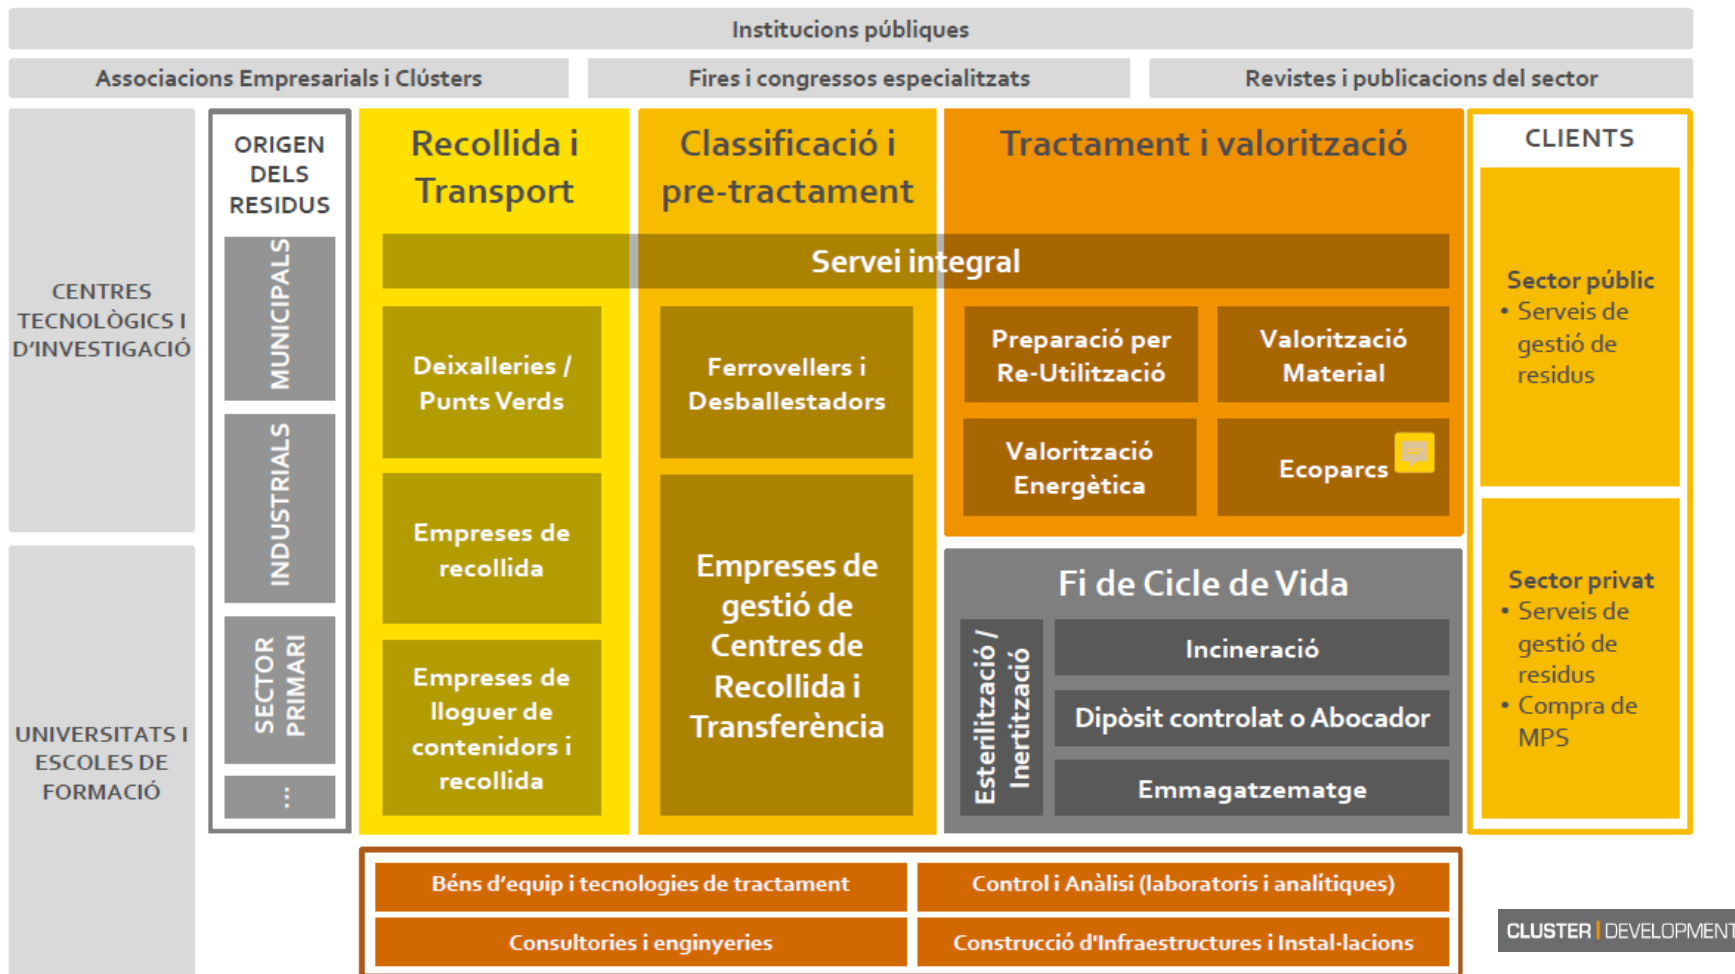 Institucions públiques
Associacions Empresarials i Clústers
Fires i congressos especialitzats
Revistes i publicacions del sector
CENTRES
TECNOLÒGICS I
D'INVESTIGACIÓ
UNIVERSITATS I
ESCOLES DE
FORMACIÓ
ORIGEN
DELS
RESIDUS
MUNICIPALS
INDUSTRIALS
SECTOR
PRIMARI
...
Recollida i
Transport
Classificació i
pre-tractament
Tractament i valorització
Servei integral
Deixalleries /
Punts Verds
Empreses de
recollida
Empreses de
lloguer de
contenidors i
recollida
Ferrovellers i
Desballestadors
Empreses de
gestió de
Centres de
Recollida i
Transferència
Preparació per
Re-Utilització
Valorització
Material
Valorització
Energètica
Ecoparcs
Fi de Cicle de Vida
Esterilització /
Inertització
Incineració
Dipòsit controlat o Abocador
Emmagatzematge
CLIENTS
Sector públic
• Serveis de
gestió de
residus
Sector privat
• Serveis de
gestió de
residus
• Compra de
MPS
Béns d'equip i tecnologies de tractament
Control i Anàlisi (laboratoris i analítiques)
Consultories i enginyeries
Construcció d'Infraestructures i Instal·lacions
CLUSTER | DEVELOPMENT